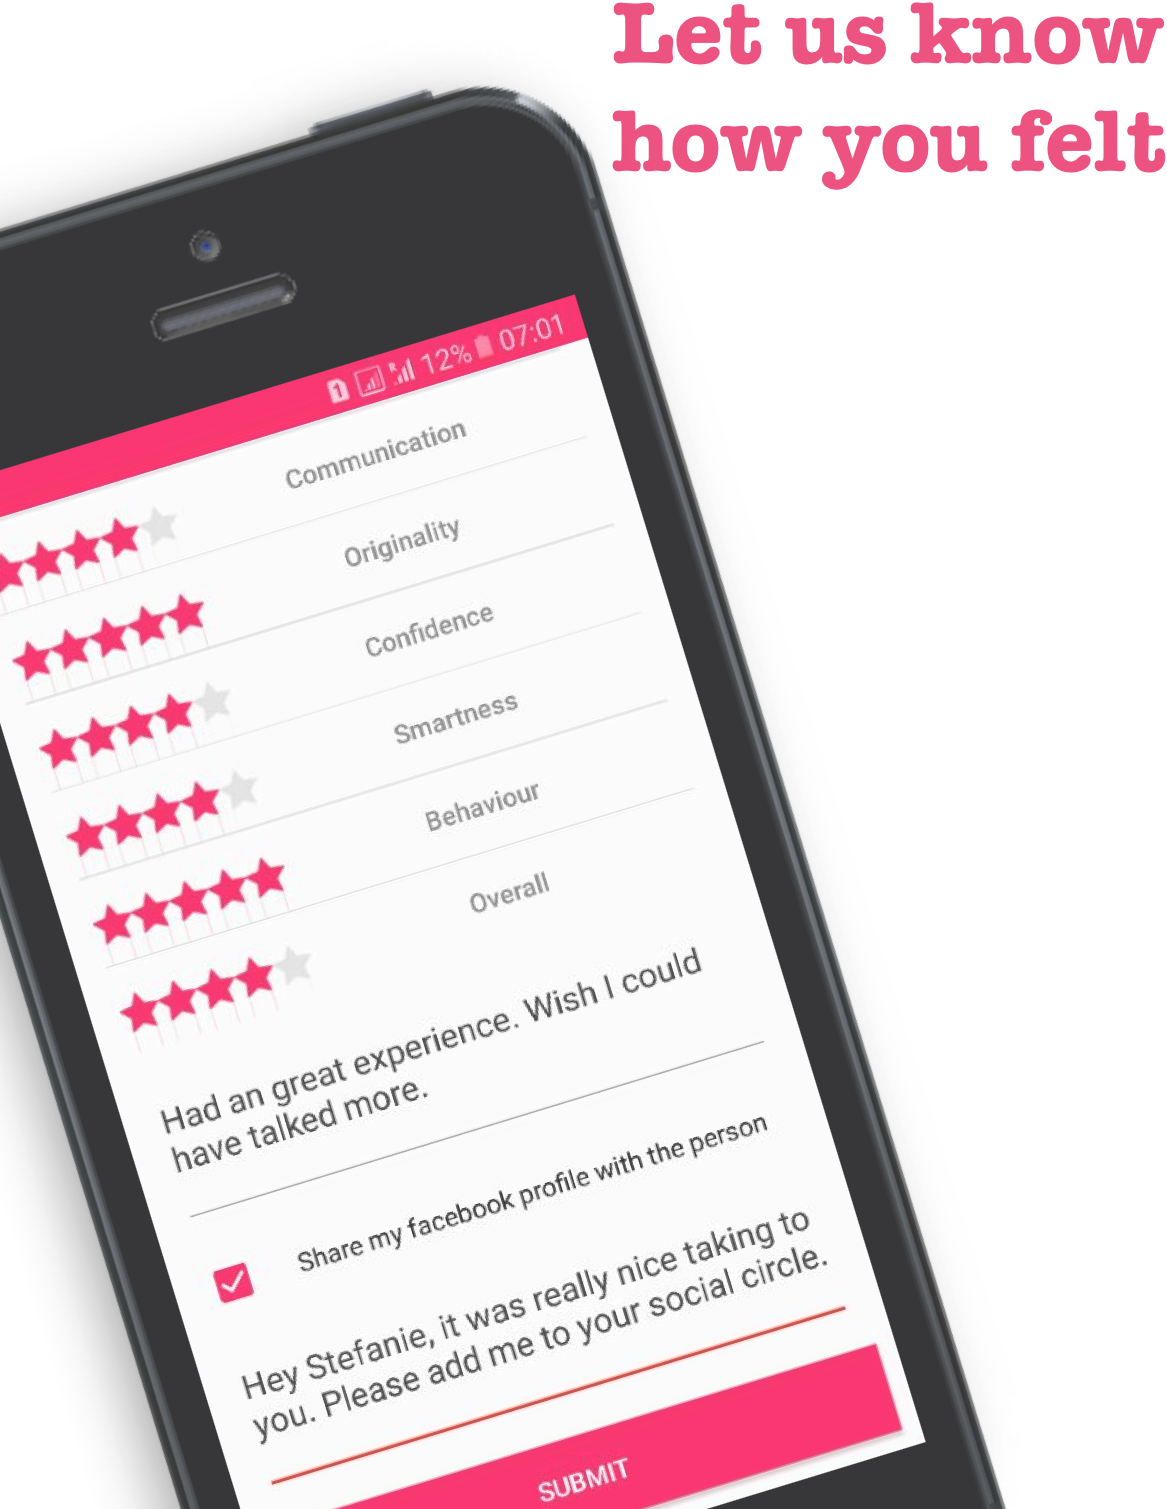 Let us know
how you felt
1 12% 07:01
Communication
Originality
Confidence
Smartness
Behaviour
Overall
Had an great experience. Wish I could
have talked more.
Share my facebook profile with the person
Hey Stefanie, it was really nice taking to
you. Please add me to your social circle.
SUBMIT